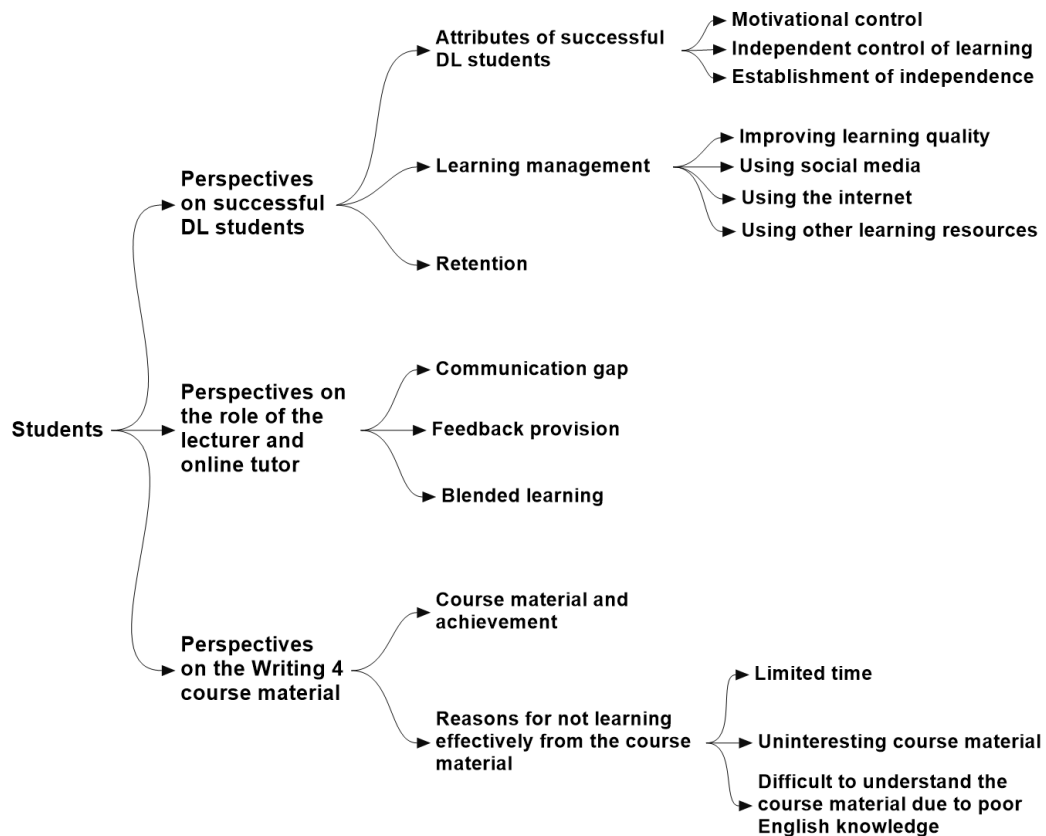 Students
Perspectives
on successful
DL students
Attributes of successful
DL students
Motivational control
Independent control of learning
Establishment of independence
Learning management
Improving learning quality
Using social media
Using the internet
Using other learning resources
Retention
Perspectives on
the role of the
lecturer and
online tutor
Communication gap
Feedback provision
Blended learning
Perspectives
on the Writing 4
course material
Course material and
achievement
Reasons for not learning
effectively from the course
material
Limited time
Uninteresting course material
Difficult to understand the
course material due to poor
English knowledge